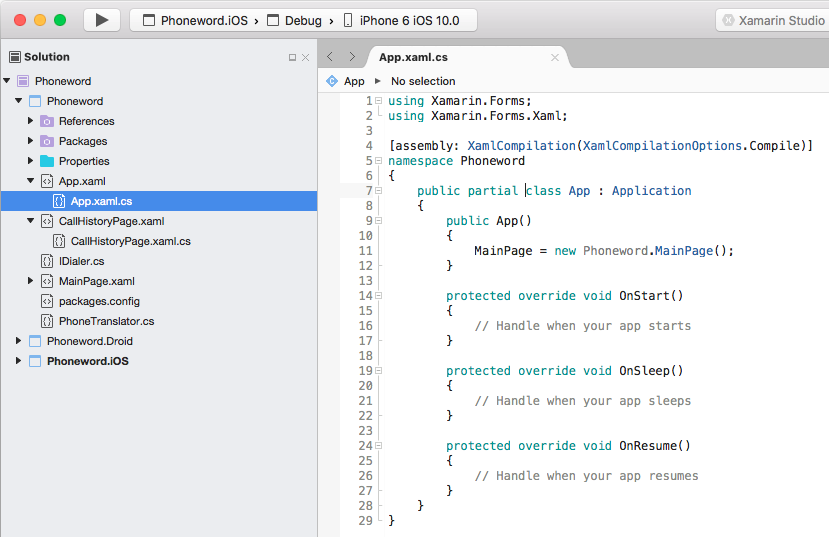 Phoneword.iOS › Debug › iPhone 6 iOS 10.0
Xamarin Studio
Solution
Phoneword
Phoneword
References
Packages
Properties
App.xaml
App.xaml.cs
CallHistoryPage.xaml
CallHistoryPage.xaml.cs
IDialer.cs
MainPage.xaml
packages.config
PhoneTranslator.cs
Phoneword.Droid
Phoneword.iOS
App.xaml.cs
App ▸ No selection
1 using Xamarin.Forms;
2 using Xamarin.Forms.Xaml;
3
4 [assembly: XamlCompilation(XamlCompilationOptions.Compile)]
5 namespace Phoneword
6 {
7     public partial class App : Application
8     {
9         public App()
10         {
11             MainPage = new Phoneword.MainPage();
12         }
13
14         protected override void OnStart()
15         {
16             // Handle when your app starts
17         }
18
19         protected override void OnSleep()
20         {
21             // Handle when your app sleeps
22         }
23
24         protected override void OnResume()
25         {
26             // Handle when your app resumes
27         }
28     }
29 }